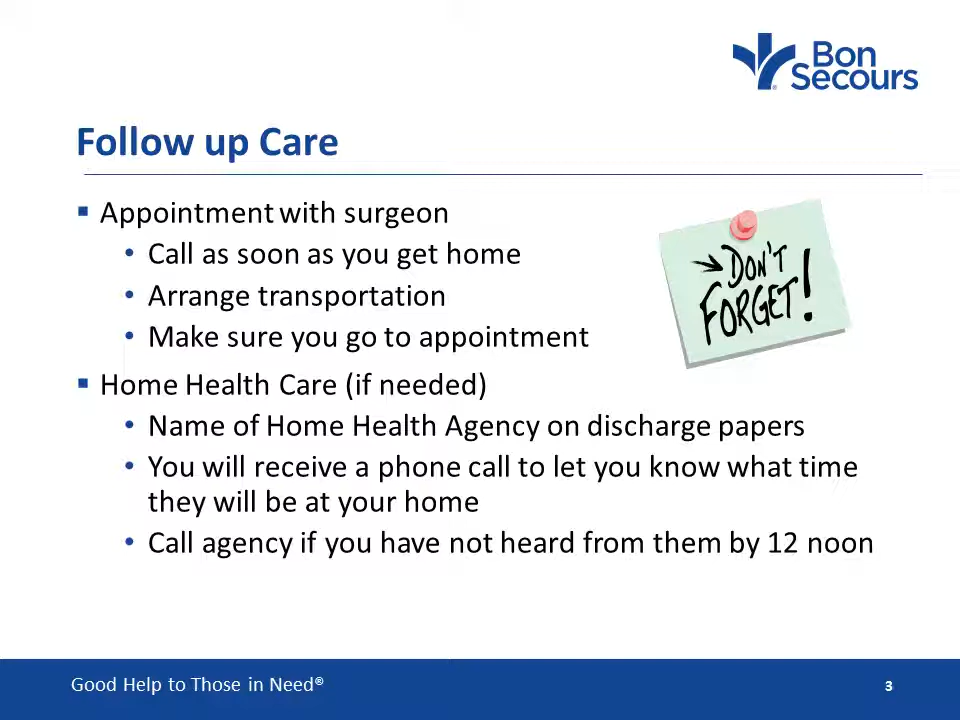 Bon
Secours
Follow up Care
▪ Appointment with surgeon
• Call as soon as you get home
• Arrange transportation
• Make sure you go to appointment
DON'T
FORGET!
▪ Home Health Care (if needed)
• Name of Home Health Agency on discharge papers
• You will receive a phone call to let you know what time
they will be at your home
• Call agency if you have not heard from them by 12 noon
Good Help to Those in Need®
3